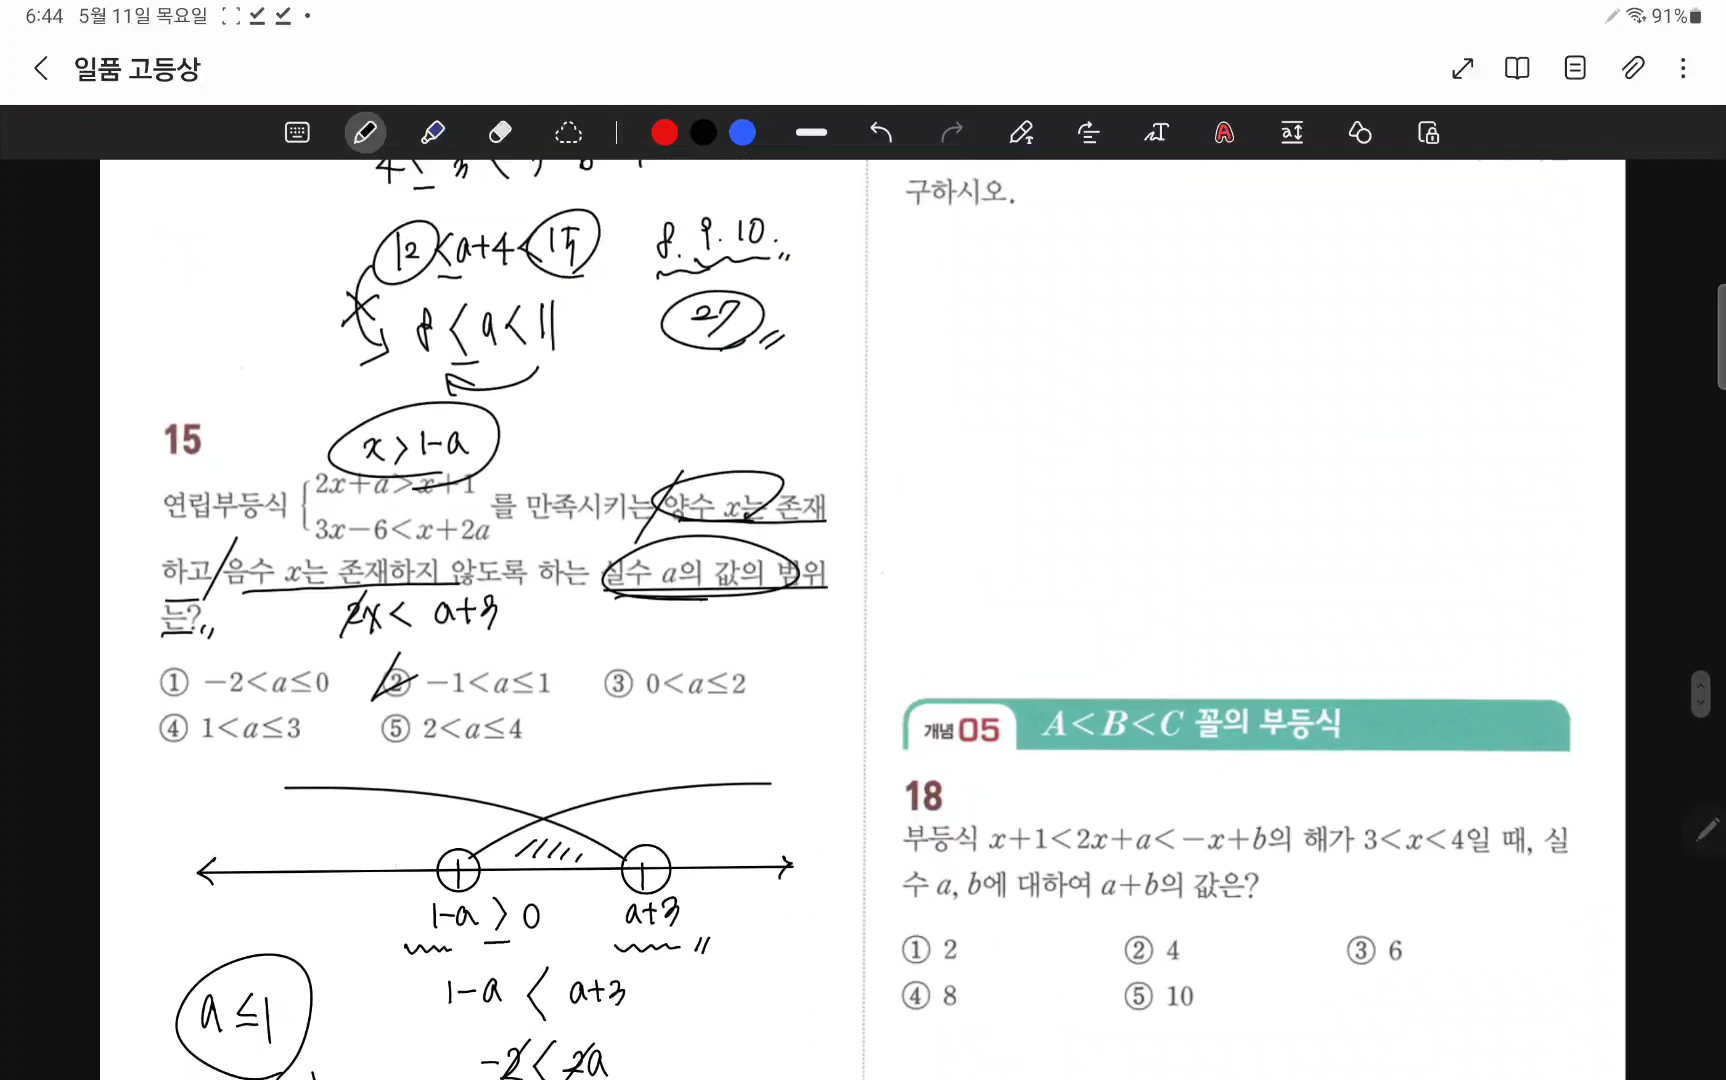 6:44 5월 11일 목요일
91%
일품 고등상
12 ≤ a+4 < 15
8. 9. 10.
8 ≤ a < 11
27
15
x > 1-a
연립부등식 { 2x+a>x+1
3x-6<x+2a 를 만족시키는 양수 x는 존재
하고 음수 x는 존재하지 않도록 하는 실수 a의 값의 범위
는?
2x < a+3
① -2<a≤0 ② -1<a≤1 ③ 0<a≤2
④ 1<a≤3 ⑤ 2<a≤4
1-a ≥ 0 a+3
1-a < a+3
a ≤ 1
-2 < 2a
구하시오.
개념 05 A<B<C 꼴의 부등식
18
부등식 x+1<2x+a<-x+b의 해가 3<x<4일 때, 실
수 a, b에 대하여 a+b의 값은?
① 2 ② 4 ③ 6
④ 8 ⑤ 10